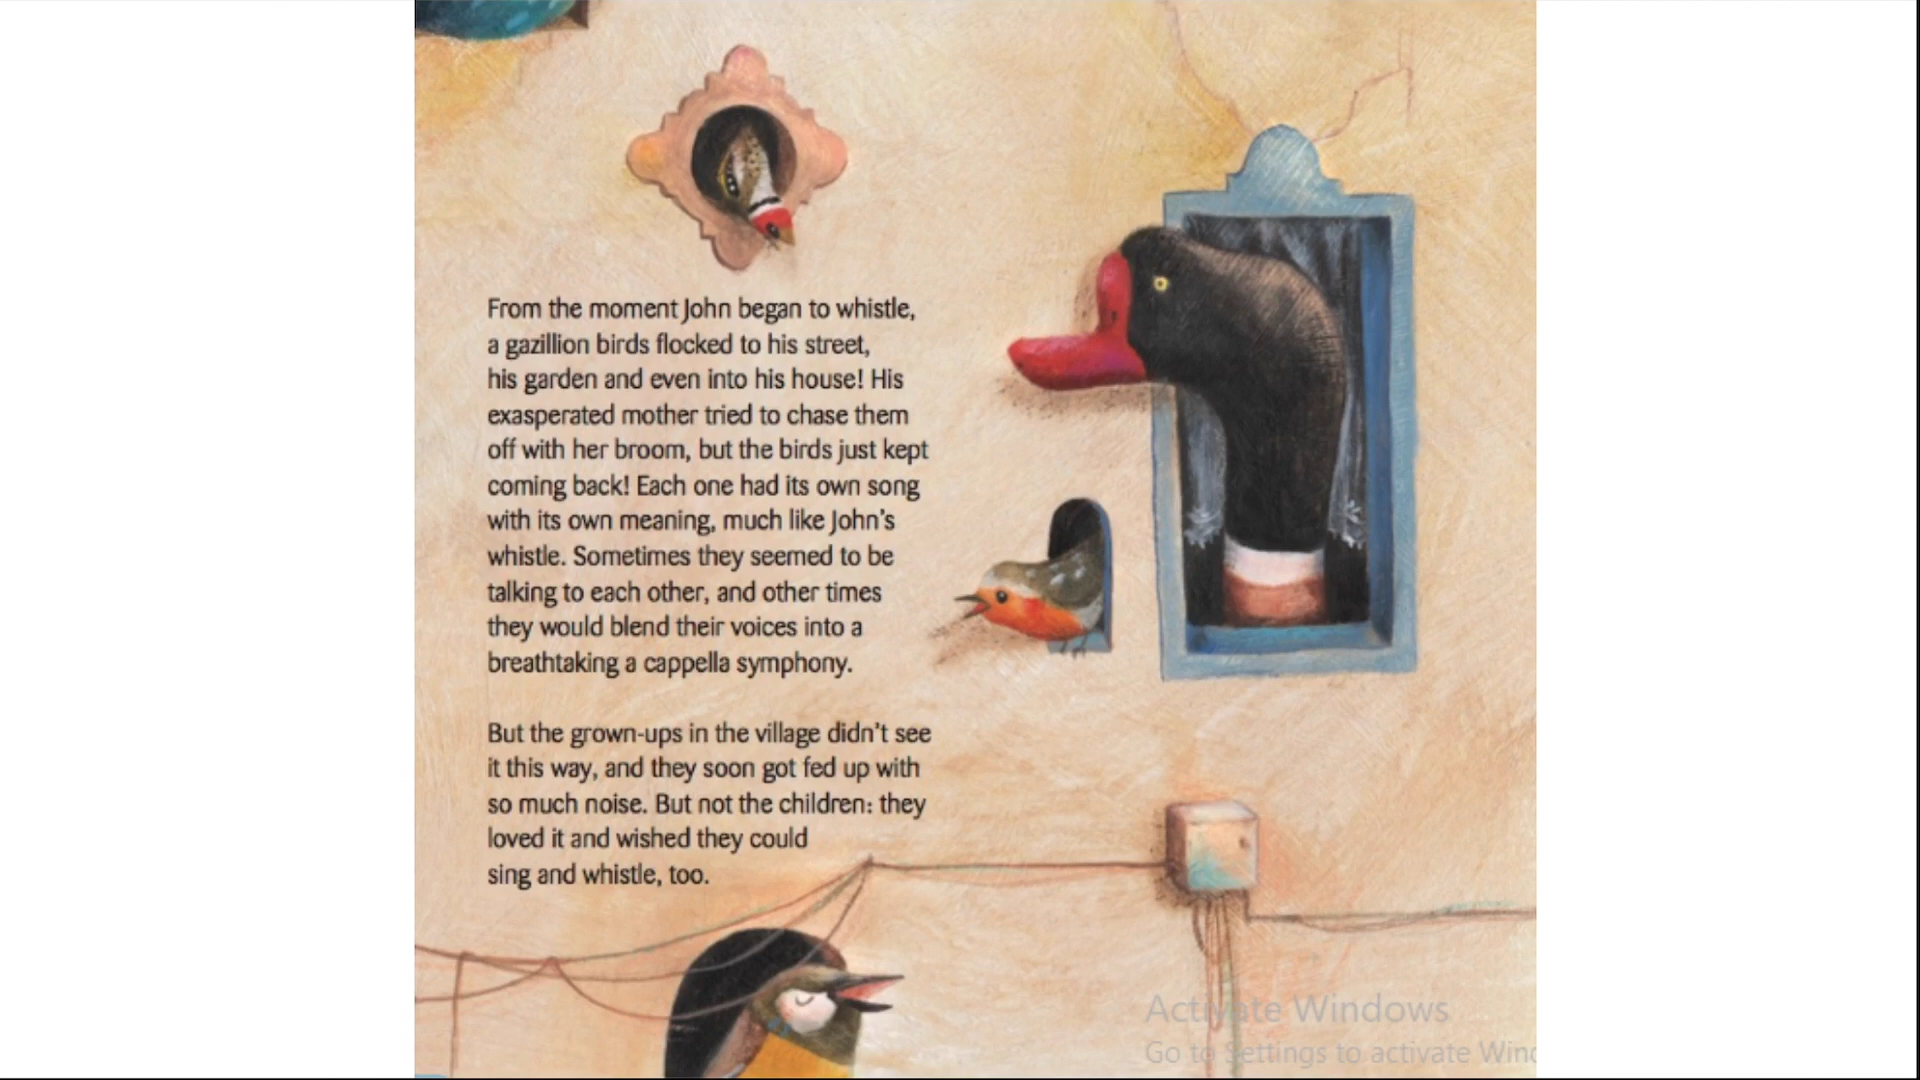 From the moment John began to whistle,
a gazillion birds flocked to his street,
his garden and even into his house! His
exasperated mother tried to chase them
off with her broom, but the birds just kept
coming back! Each one had its own song
with its own meaning, much like John's
whistle. Sometimes they seemed to be
talking to each other, and other times
they would blend their voices into a
breathtaking a cappella symphony.
But the grown-ups in the village didn't see
it this way, and they soon got fed up with
so much noise. But not the children: they
loved it and wished they could
sing and whistle, too.
Activate Windows
Go to Settings to activate Wind